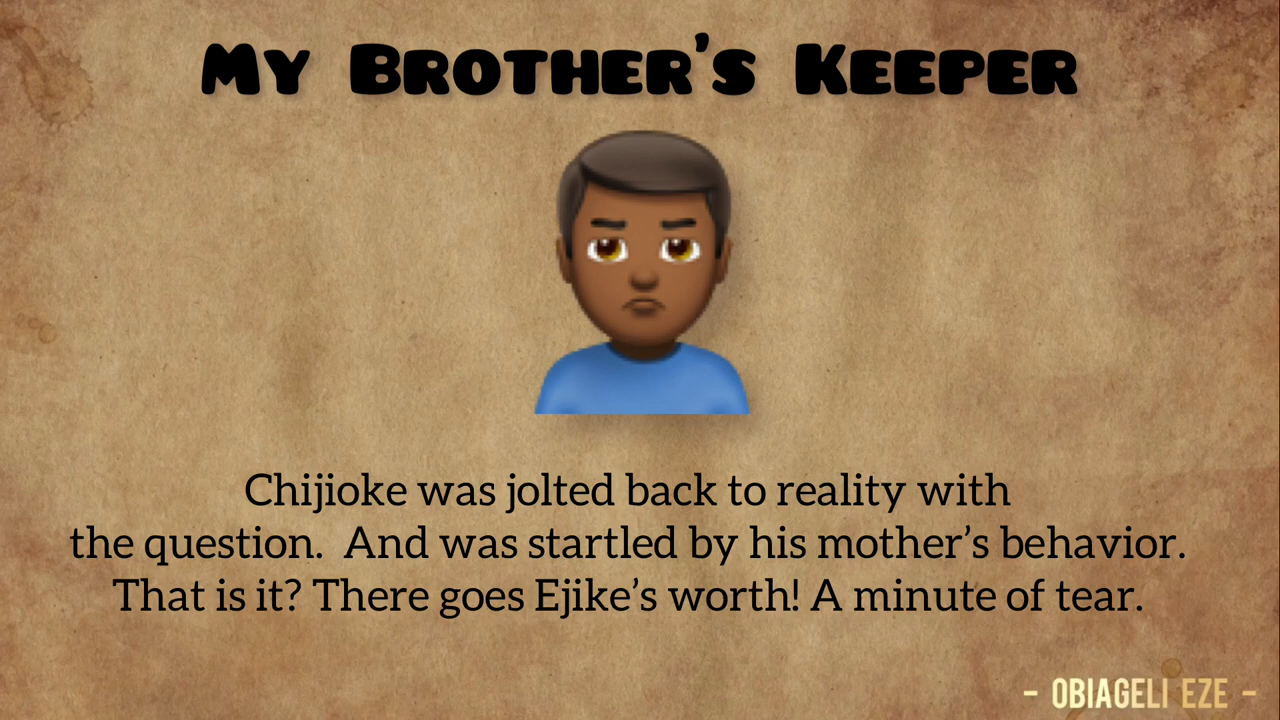 My Brother's Keeper
Chijioke was jolted back to reality with
the question.  And was startled by his mother's behavior.
That is it? There goes Ejike's worth! A minute of tear.
- OBIAGELI EZE -